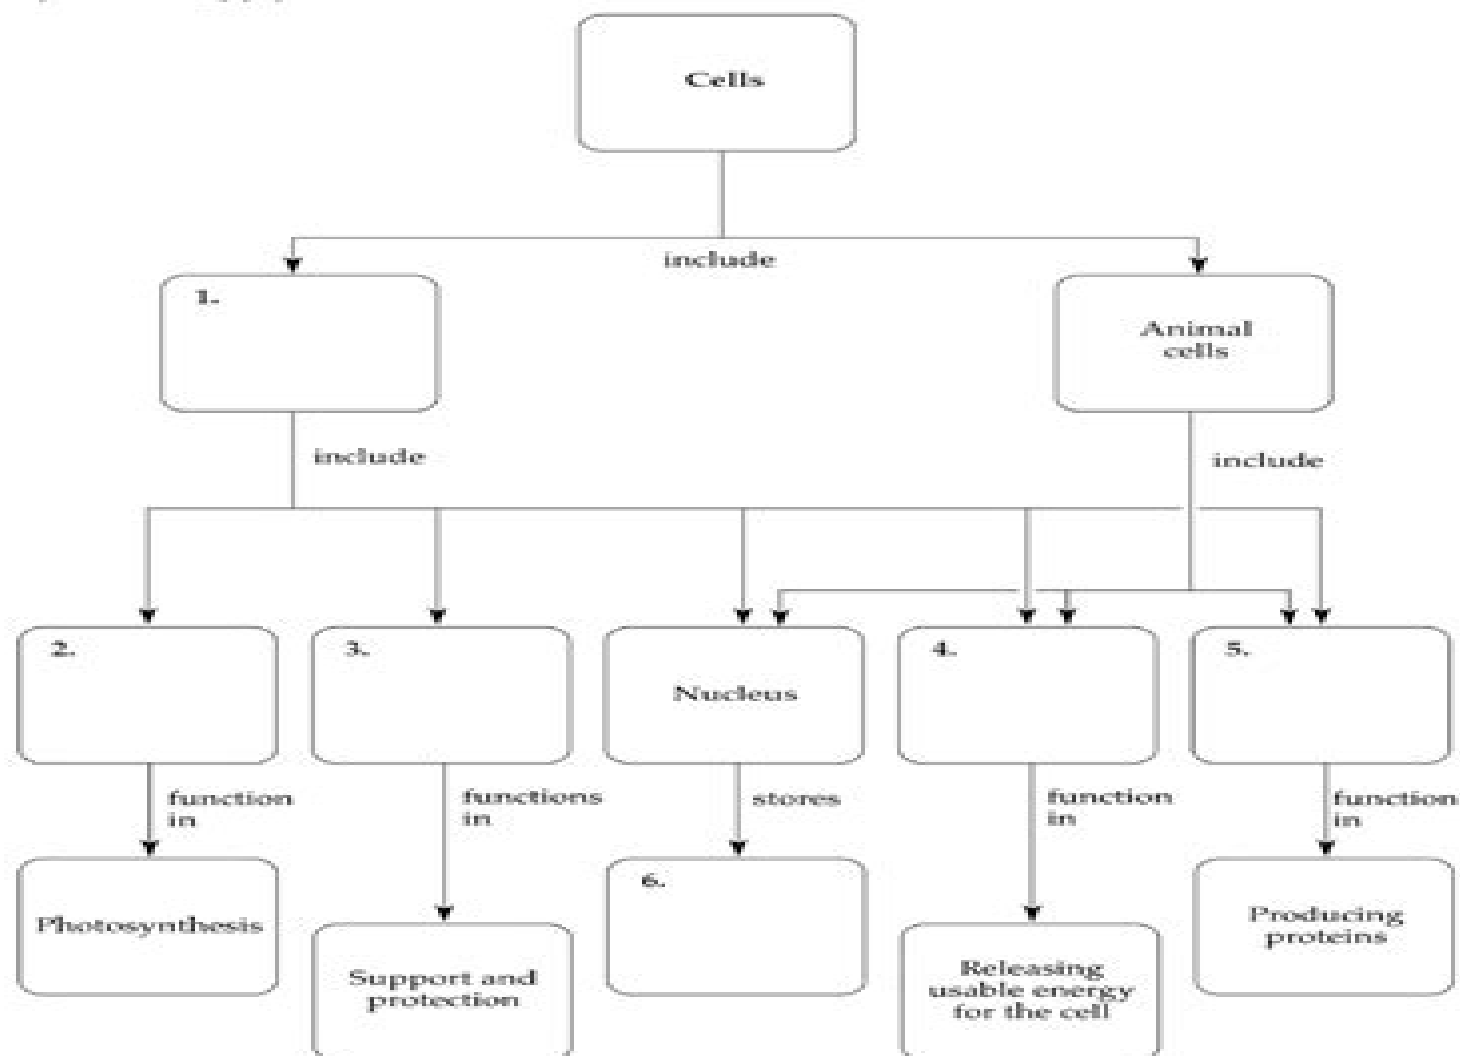 Cells
include
1.
Animal
cells
include
include
2.
3.
Nucleus
4.
5.
function
in
functions
in
stores
function
in
function
in
Photosynthesis
Support and
protection
6.
Releasing
usable energy
for the cell
Producing
proteins